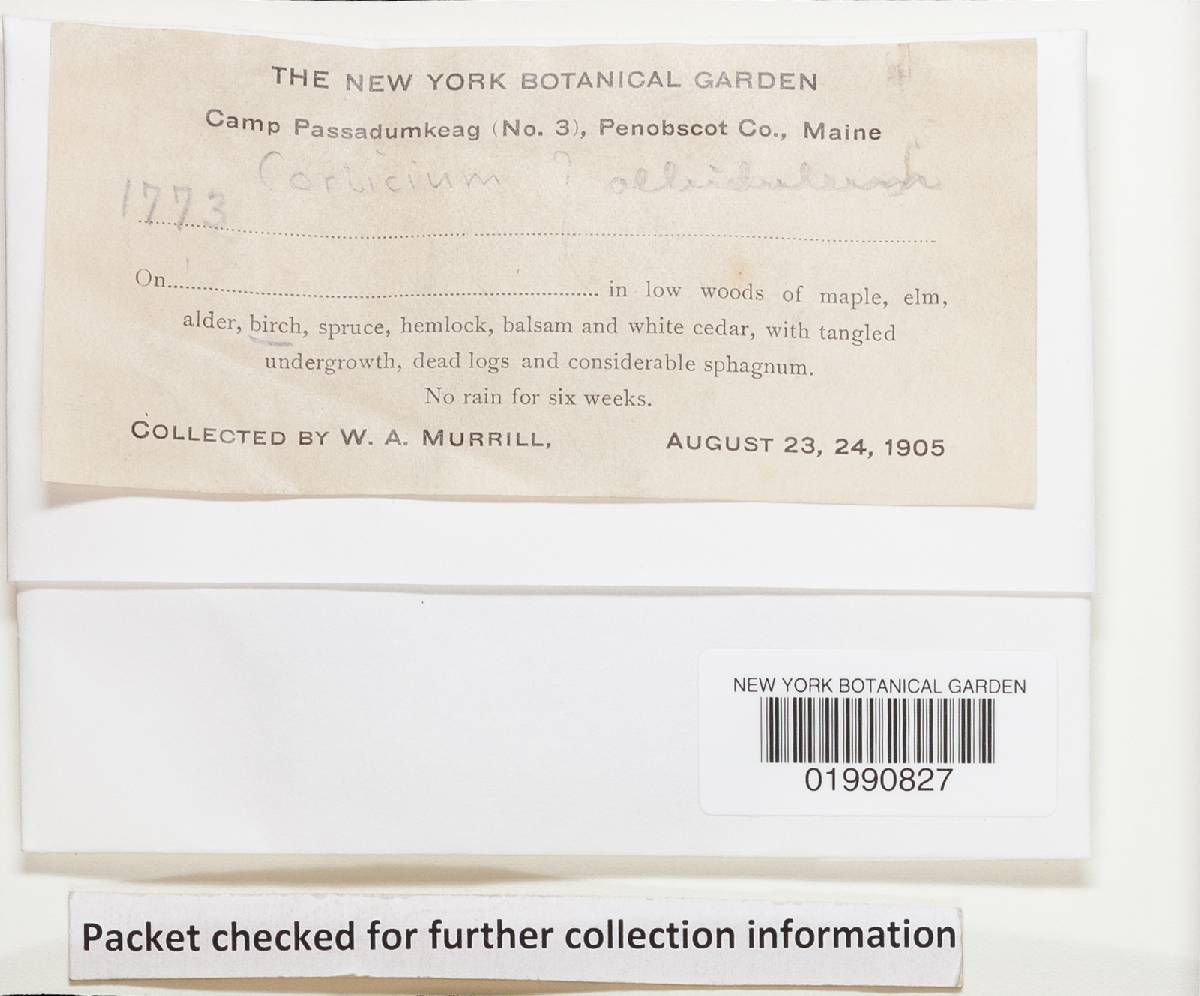 THE NEW YORK BOTANICAL GARDEN
Camp Passadumkeag (No. 3), Penobscot Co., Maine
Corticium ?
1773
On.......... in low woods of maple, elm,
alder, birch, spruce, hemlock, balsam and white cedar, with tangled
undergrowth, dead logs and considerable sphagnum.
No rain for six weeks.
COLLECTED BY W. A. MURRILL, AUGUST 23, 24, 1905
NEW YORK BOTANICAL GARDEN
01990827
Packet checked for further collection information